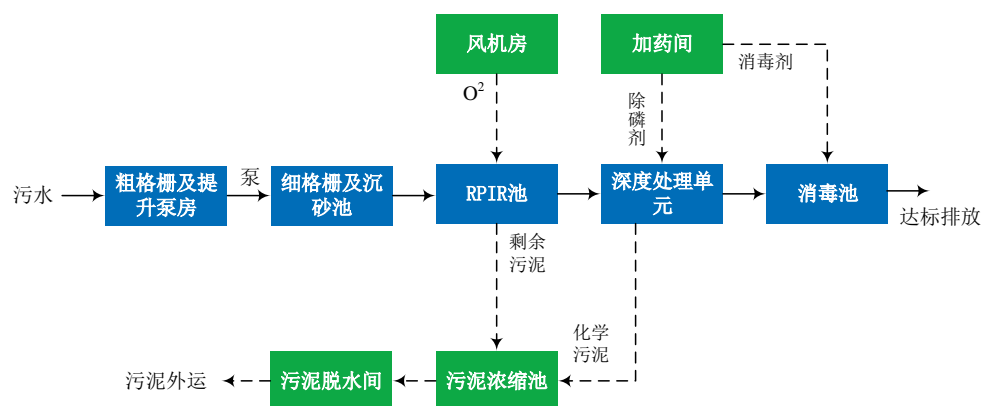 风机房
加药间
消毒剂
O²
除
磷
剂
污水
粗格栅及提
升泵房
泵
细格栅及沉
砂池
RPIR池
深度处理单
元
消毒池
达标排放
剩余
污泥
化学
污泥
污泥外运
污泥脱水间
污泥浓缩池